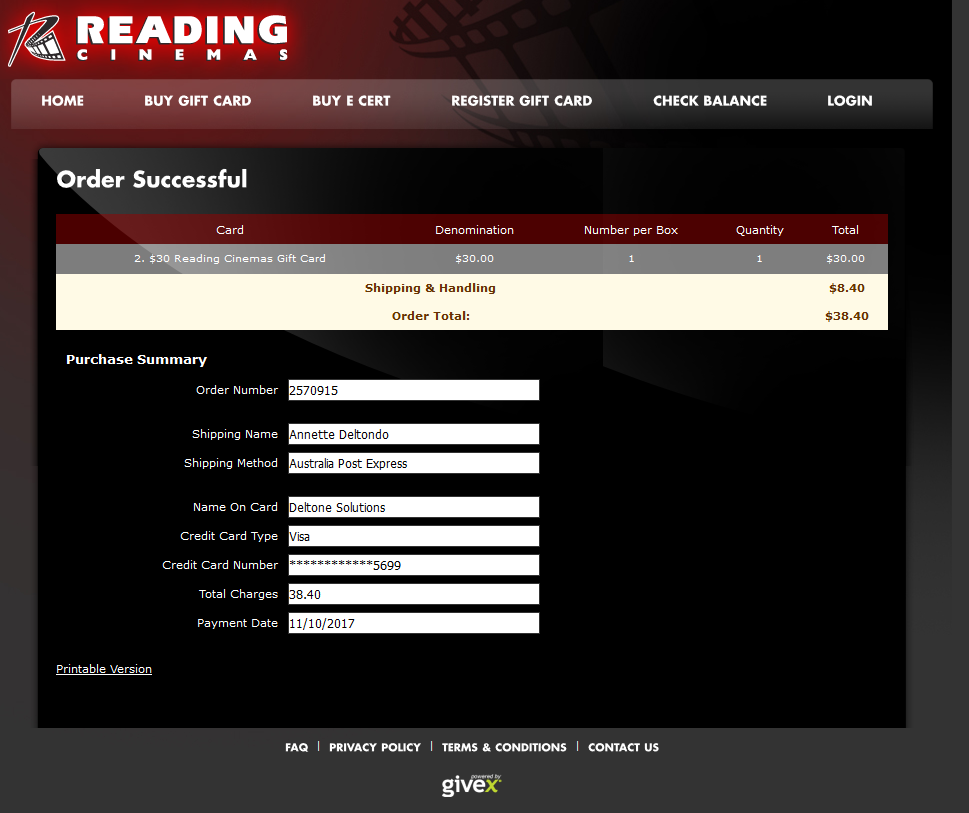 READING
CINEMAS
HOME BUY GIFT CARD BUY E CERT REGISTER GIFT CARD CHECK BALANCE LOGIN
Order Successful
Card Denomination Number per Box Quantity Total
2. $30 Reading Cinemas Gift Card $30.00 1 1 $30.00
Shipping & Handling $8.40
Order Total: $38.40
Purchase Summary
Order Number 2570915
Shipping Name Annette Deltondo
Shipping Method Australia Post Express
Name On Card Deltone Solutions
Credit Card Type Visa
Credit Card Number ************5699
Total Charges 38.40
Payment Date 11/10/2017
Printable Version
FAQ | PRIVACY POLICY | TERMS & CONDITIONS | CONTACT US
powered by
givex